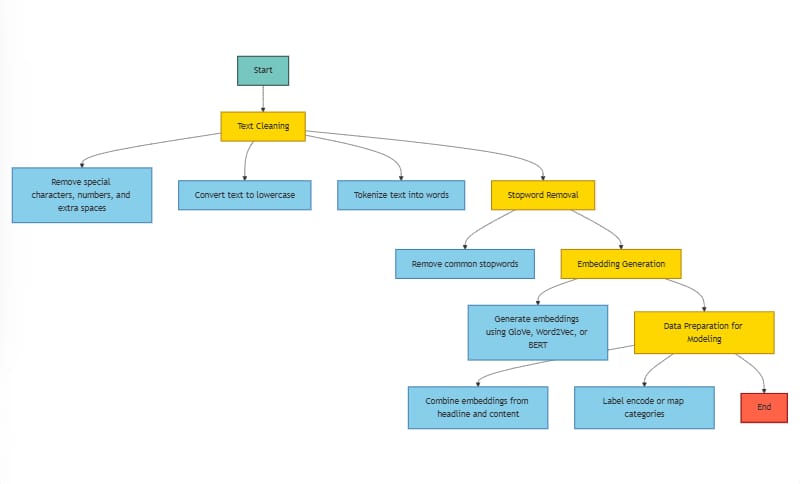 Start
Text Cleaning
Remove special
characters, numbers, and
extra spaces
Convert text to lowercase
Tokenize text into words
Stopword Removal
Remove common stopwords
Embedding Generation
Generate embeddings
using GloVe, Word2Vec, or
BERT
Data Preparation for
Modeling
Combine embeddings from
headline and content
Label encode or map
categories
End